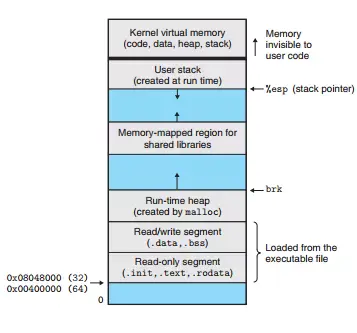 Kernel virtual memory
(code, data, heap, stack)
Memory
invisible to
user code
User stack
(created at run time)
%esp (stack pointer)
Memory-mapped region for
shared libraries
brk
Run-time heap
(created by malloc)
Read/write segment
(.data,.bss)
Loaded from the
executable file
Read-only segment
(.init,.text,.rodata)
0x08048000 (32)
0x00400000 (64)
0